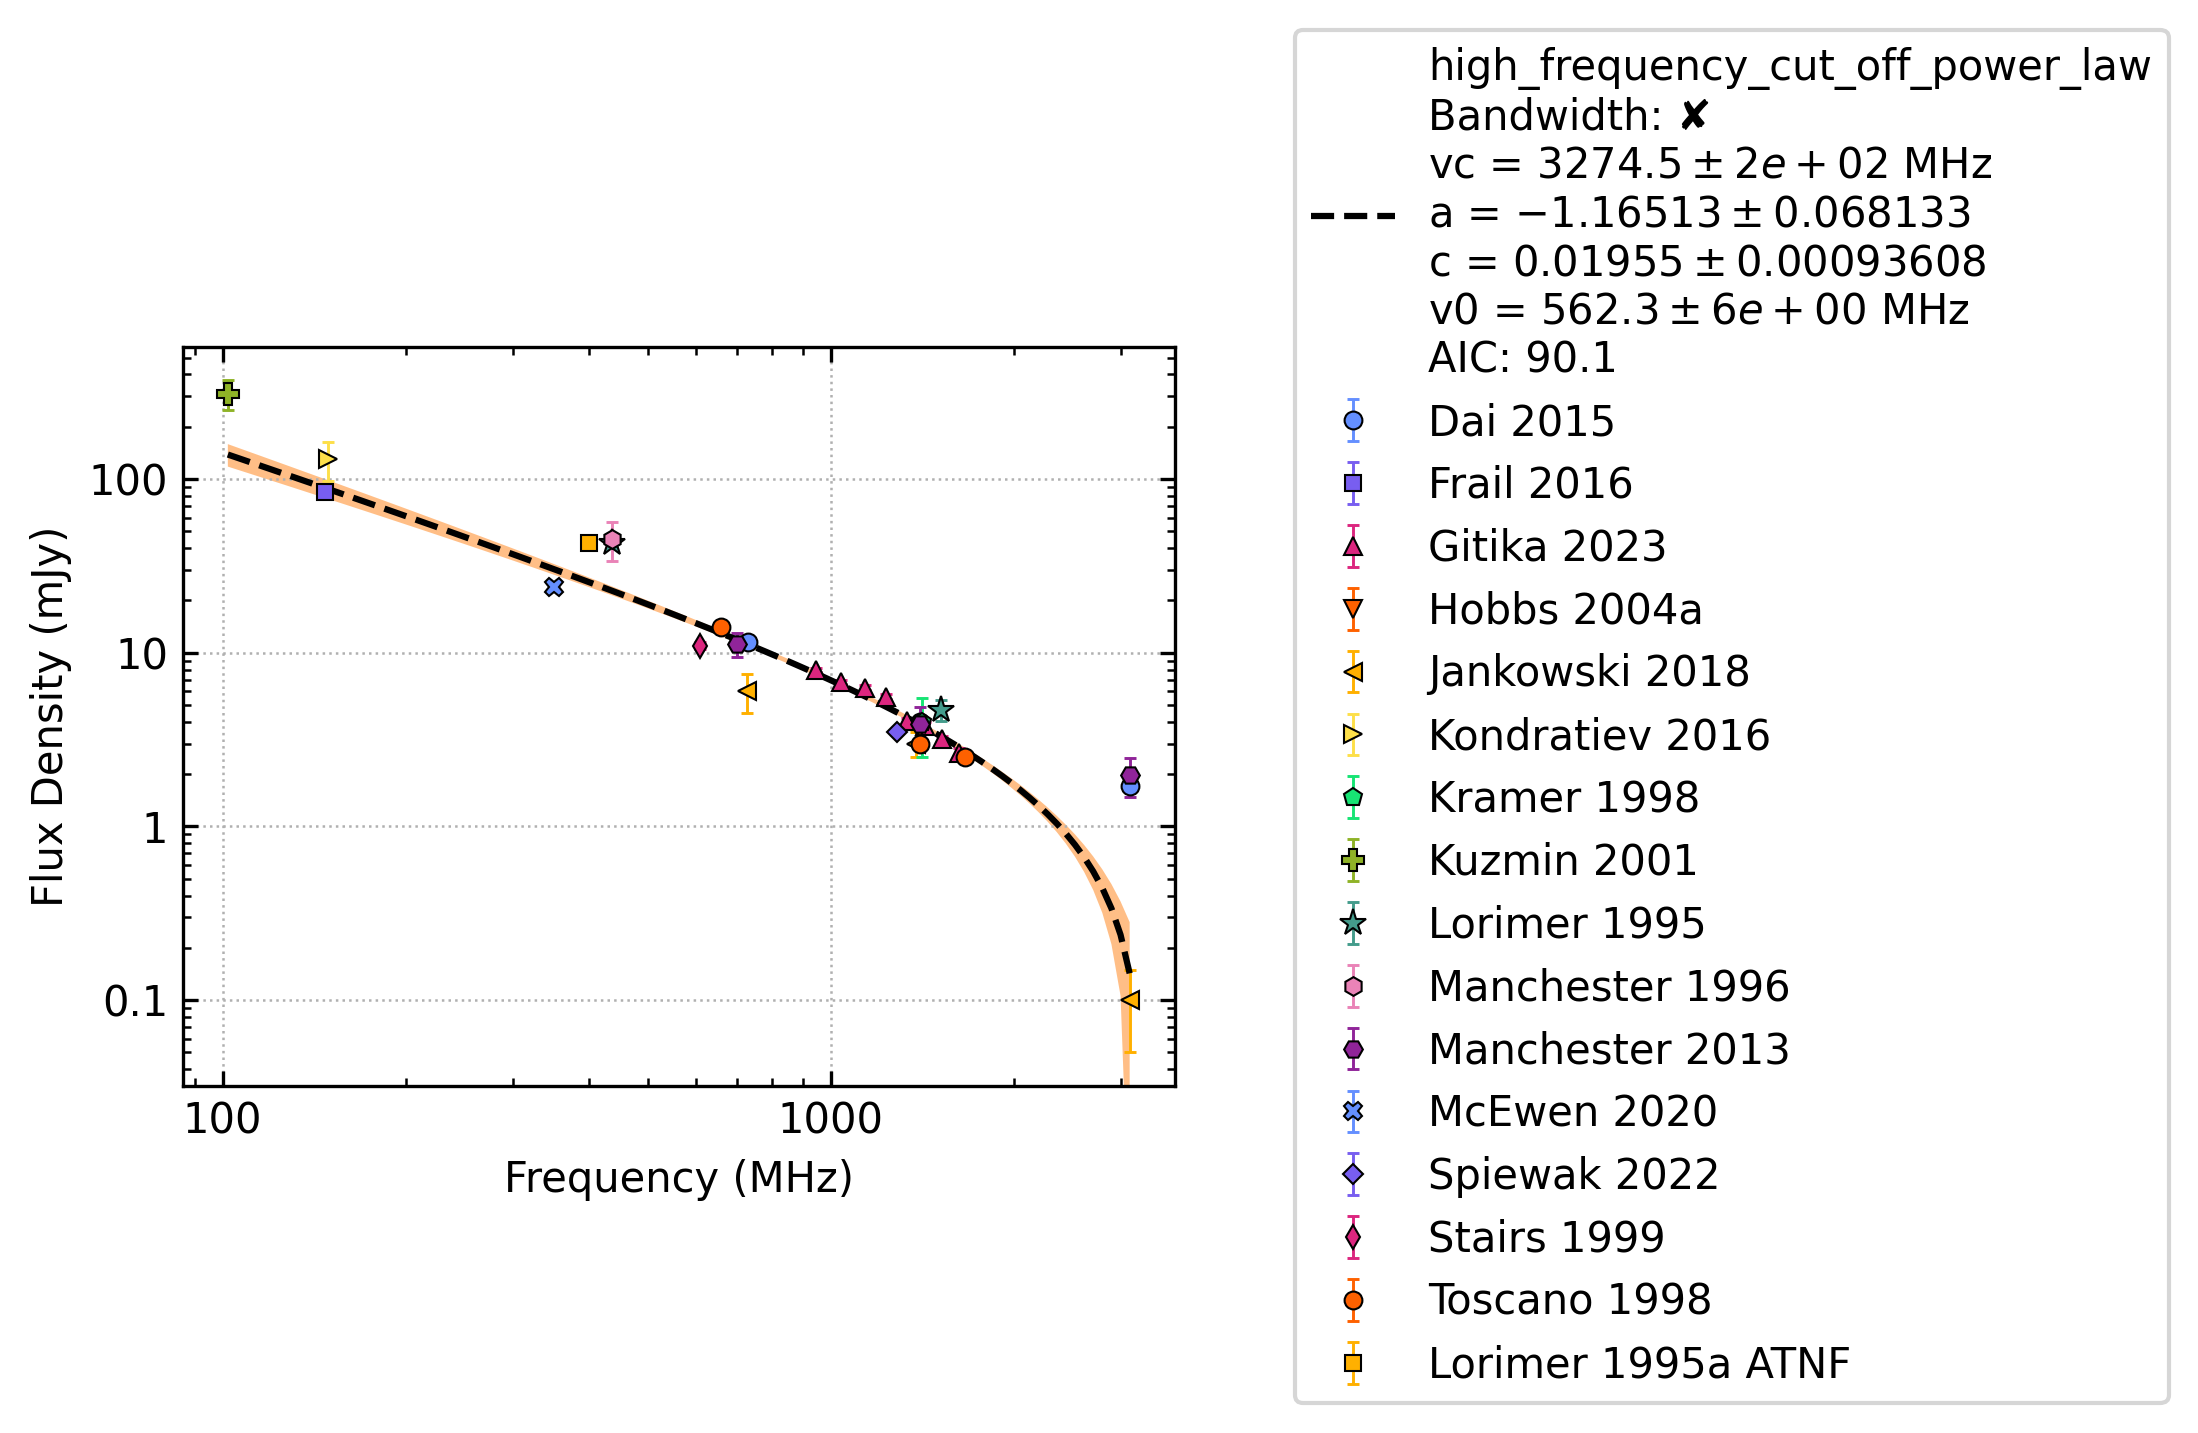 high_frequency_cut_off_power_law
Bandwidth: ✘
vc = 3274.5 ± 2e + 02 MHz
a = −1.16513 ± 0.068133
c = 0.01955 ± 0.00093608
v0 = 562.3 ± 6e + 00 MHz
AIC: 90.1
Dai 2015
Frail 2016
Gitika 2023
Hobbs 2004a
Jankowski 2018
Kondratiev 2016
Kramer 1998
Kuzmin 2001
Lorimer 1995
Manchester 1996
Manchester 2013
McEwen 2020
Spiewak 2022
Stairs 1999
Toscano 1998
Lorimer 1995a ATNF
Flux Density (mJy)
100
10
1
0.1
100
1000
Frequency (MHz)